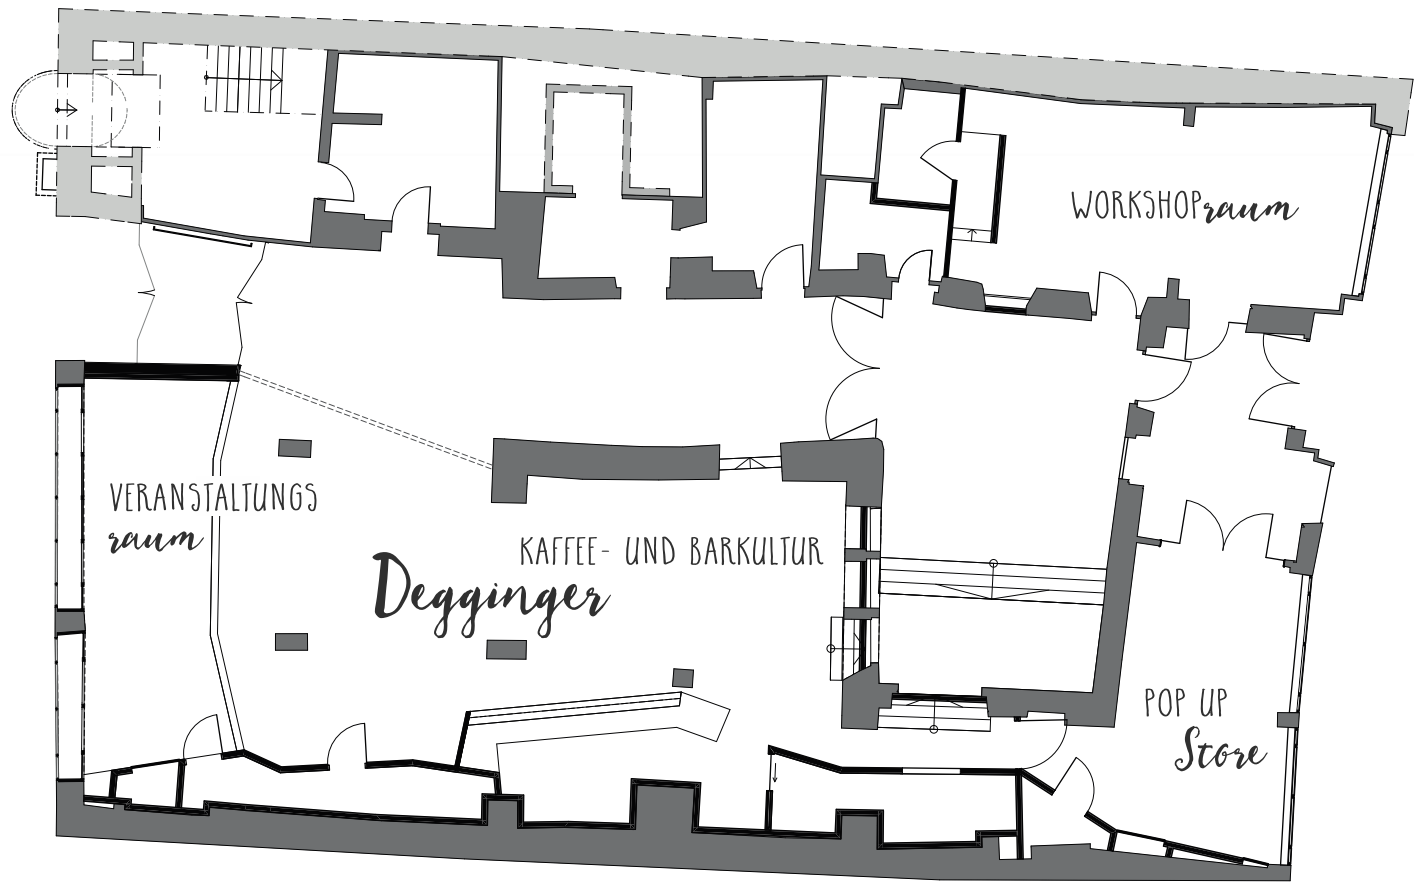 WORKSHOPraum
VERANSTALTUNGS
raum
KAFFEE- UND BARKULTUR
Degginger
POP UP
Store